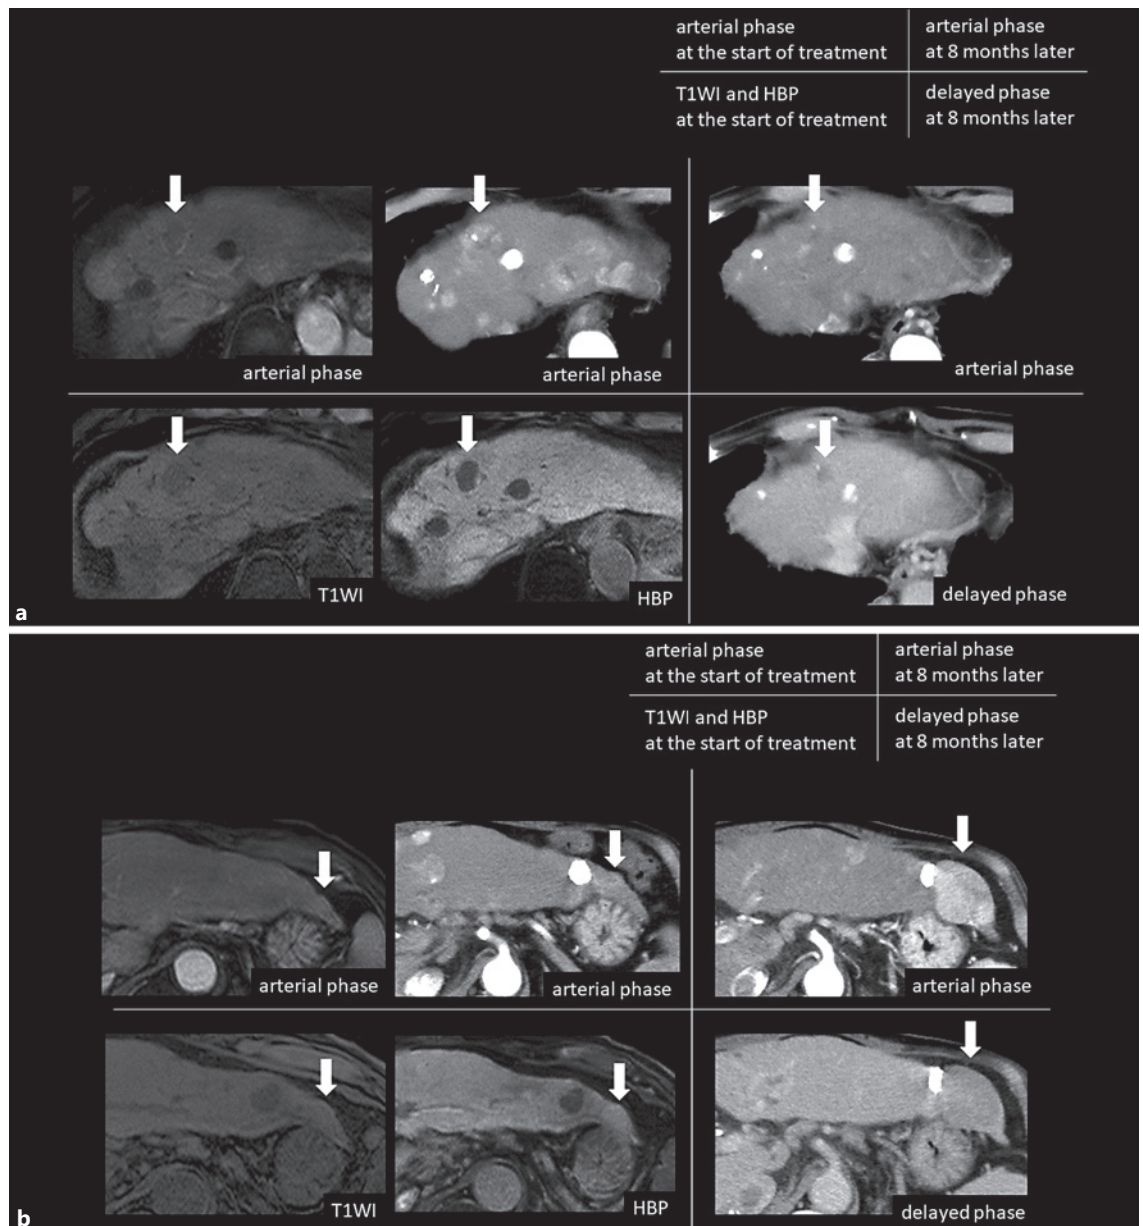 arterial phase
at the start of treatment
arterial phase
at 8 months later
T1WI and HBP
at the start of treatment
delayed phase
at 8 months later
arterial phase
arterial phase
arterial phase
T1WI
HBP
delayed phase
a
arterial phase
at the start of treatment
arterial phase
at 8 months later
T1WI and HBP
at the start of treatment
delayed phase
at 8 months later
arterial phase
arterial phase
arterial phase
T1WI
HBP
delayed phase
b